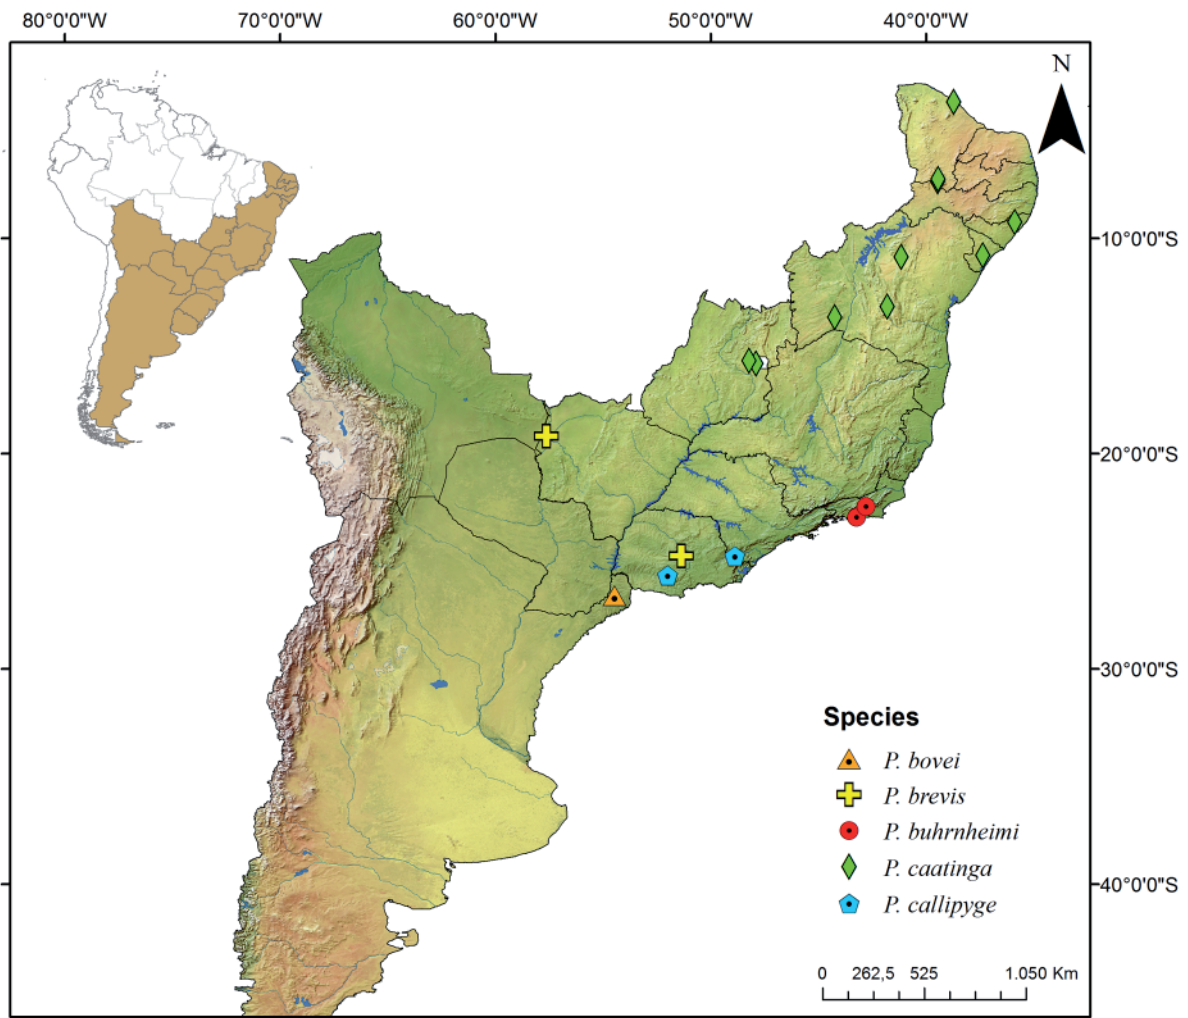 80°0'0"W 70°0'0"W 60°0'0"W 50°0'0"W 40°0'0"W
N
10°0'0"S
20°0'0"S
30°0'0"S
40°0'0"S
Species
P. bovei
P. brevis
P. buhrnheimi
P. caatinga
P. callipyge
0 262,5 525 1.050 Km